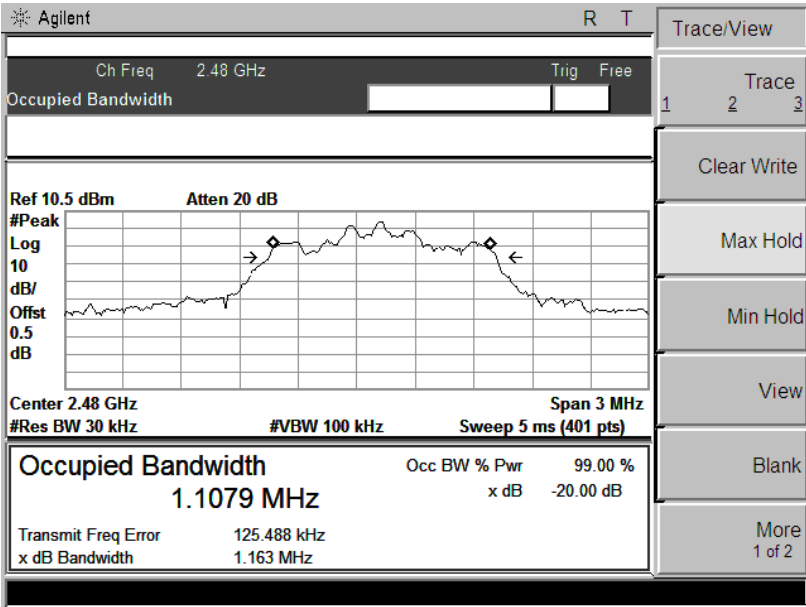 Agilent R T
Trace/View
Ch Freq 2.48 GHz Trig Free
Occupied Bandwidth
Trace
1 2 3
Clear Write
Max Hold
Min Hold
View
Blank
More
1 of 2
Ref 10.5 dBm Atten 20 dB
#Peak
Log
10
dB/
Offst
0.5
dB
Center 2.48 GHz Span 3 MHz
#Res BW 30 kHz #VBW 100 kHz Sweep 5 ms (401 pts)
Occupied Bandwidth Occ BW % Pwr 99.00 %
1.1079 MHz x dB -20.00 dB
Transmit Freq Error 125.488 kHz
x dB Bandwidth 1.163 MHz